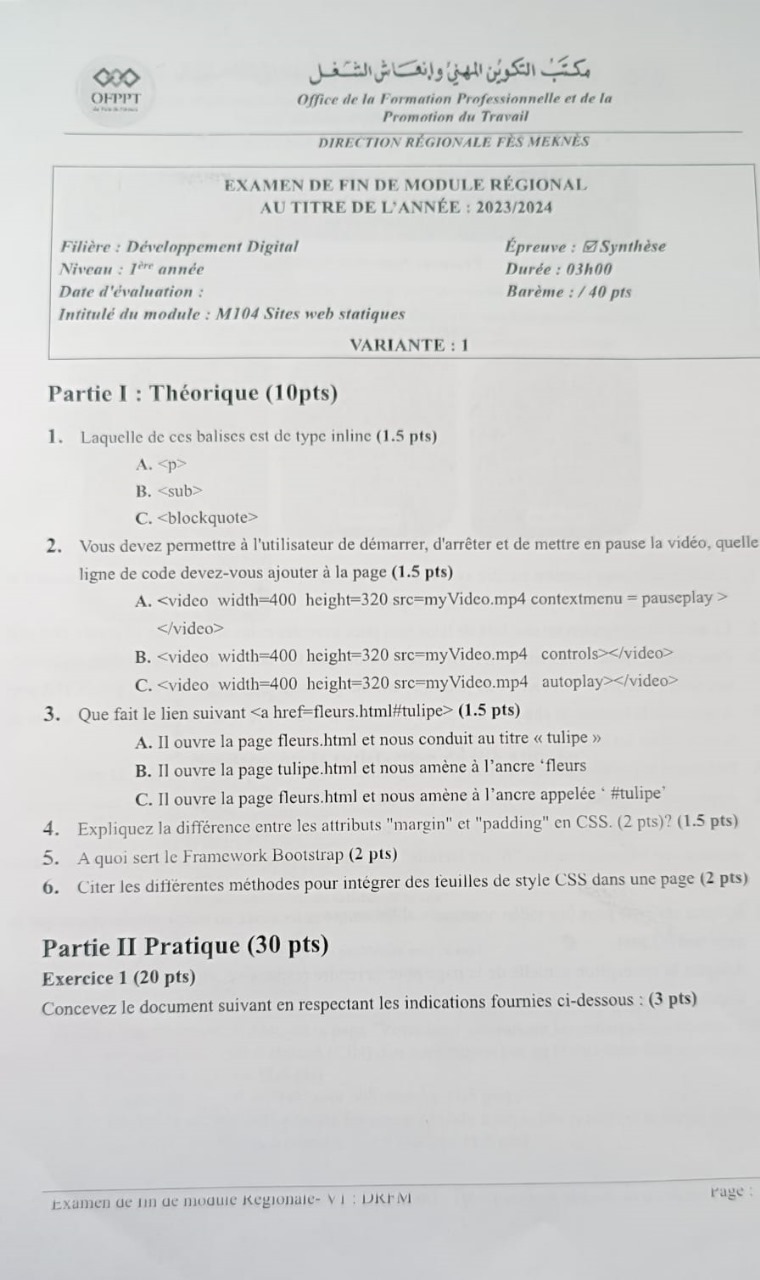 OFPPT
مكتب التكوين المهني وإنعاش الشغل
Office de la Formation Professionnelle et de la
Promotion du Travail
DIRECTION RÉGIONALE FÈS MEKNÈS
EXAMEN DE FIN DE MODULE RÉGIONAL
AU TITRE DE L'ANNÉE : 2023/2024
Filière : Développement Digital
Épreuve : ☑ Synthèse
Niveau : 1ère année
Durée : 03h00
Date d'évaluation :
Barème : / 40 pts
Intitulé du module : M104 Sites web statiques
VARIANTE : 1
Partie I : Théorique (10pts)
1. Laquelle de ces balises est de type inline (1.5 pts)
A. <p>
B. <sub>
C. <blockquote>
2. Vous devez permettre à l'utilisateur de démarrer, d'arrêter et de mettre en pause la vidéo, quelle
ligne de code devez-vous ajouter à la page (1.5 pts)
A. <video width=400 height=320 src=myVideo.mp4 contextmenu = pauseplay >
</video>
B. <video width=400 height=320 src=myVideo.mp4 controls></video>
C. <video width=400 height=320 src=myVideo.mp4 autoplay></video>
3. Que fait le lien suivant <a href=fleurs.html#tulipe> (1.5 pts)
A. Il ouvre la page fleurs.html et nous conduit au titre « tulipe »
B. Il ouvre la page tulipe.html et nous amène à l'ancre 'fleurs
C. Il ouvre la page fleurs.html et nous amène à l'ancre appelée ' #tulipe'
4. Expliquez la différence entre les attributs "margin" et "padding" en CSS. (2 pts)? (1.5 pts)
5. A quoi sert le Framework Bootstrap (2 pts)
6. Citer les différentes méthodes pour intégrer des feuilles de style CSS dans une page (2 pts)
Partie II Pratique (30 pts)
Exercice 1 (20 pts)
Concevez le document suivant en respectant les indications fournies ci-dessous : (3 pts)
Examen de fin de module Régionale- V1 : DRFM
Page :